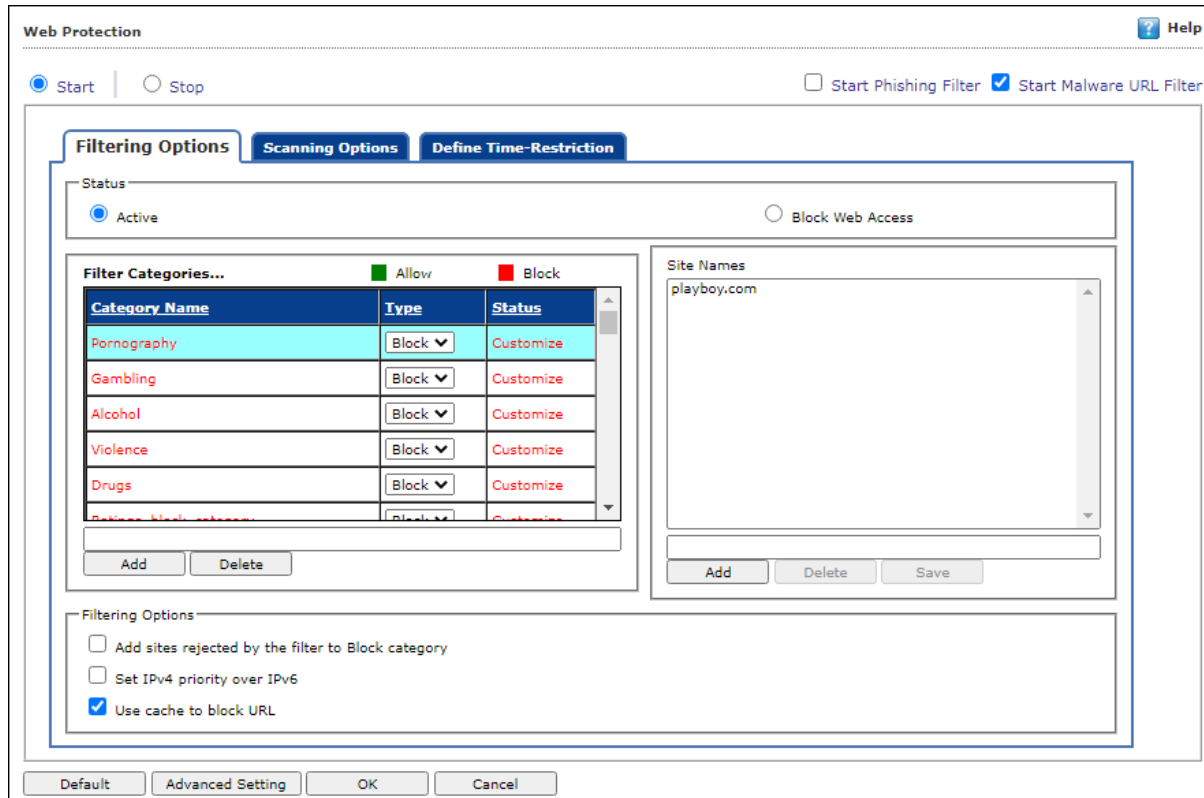 Web Protection
Help
Start
Stop
Start Phishing Filter
Start Malware URL Filter
Filtering Options
Scanning Options
Define Time-Restriction
Status
Active
Block Web Access
Filter Categories...
Allow
Block
Category Name
Type
Status
Pornography
Block
Customize
Gambling
Block
Customize
Alcohol
Block
Customize
Violence
Block
Customize
Drugs
Block
Customize
Ratings_block_category
Block
Customize
Add
Delete
Site Names
playboy.com
Add
Delete
Save
Filtering Options
Add sites rejected by the filter to Block category
Set IPv4 priority over IPv6
Use cache to block URL
Default
Advanced Setting
OK
Cancel